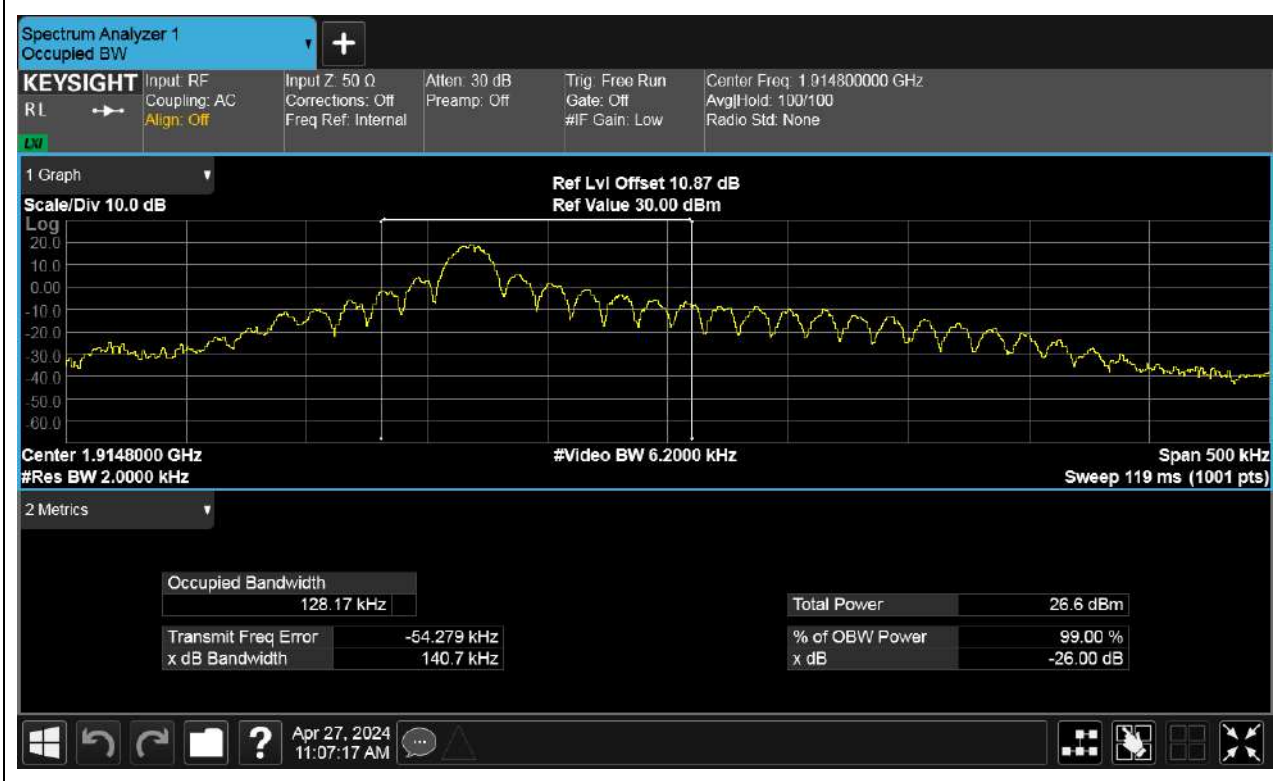 Spectrum Analyzer 1
Occupied BW
+
KEYSIGHT
RL
LXI
Input: RF
Coupling: AC
Align: Off
Input Z: 50 Ω
Corrections: Off
Freq Ref: Internal
Atten: 30 dB
Preamp: Off
Trig: Free Run
Gate: Off
#IF Gain: Low
Center Freq: 1.914800000 GHz
Avg|Hold: 100/100
Radio Std: None
1 Graph
Ref Lvl Offset 10.87 dB
Scale/Div 10.0 dB
Ref Value 30.00 dBm
Log
20.0
10.0
0.00
-10.0
-20.0
-30.0
-40.0
-50.0
-60.0
Center 1.9148000 GHz
#Video BW 6.2000 kHz
Span 500 kHz
#Res BW 2.0000 kHz
Sweep 119 ms (1001 pts)
2 Metrics
Occupied Bandwidth
128.17 kHz
Total Power 26.6 dBm
Transmit Freq Error -54.279 kHz
% of OBW Power 99.00 %
x dB Bandwidth 140.7 kHz
x dB -26.00 dB
?
Apr 27, 2024
11:07:17 AM